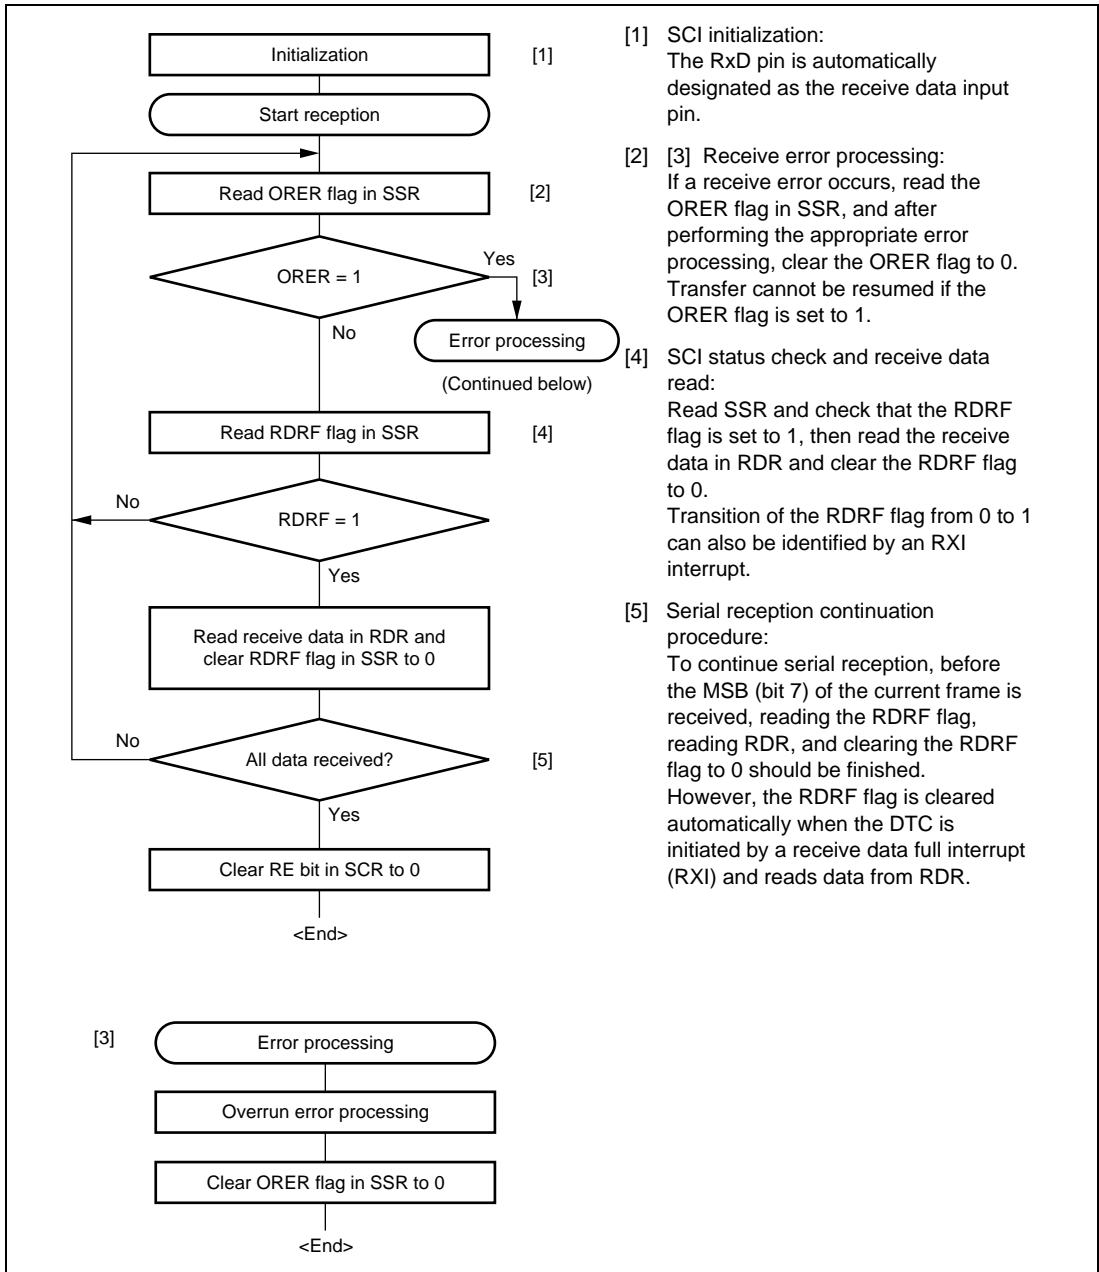 Initialization
[1]
Start reception
Read ORER flag in SSR
[2]
ORER = 1
Yes
[3]
No
Error processing
(Continued below)
Read RDRF flag in SSR
[4]
No
RDRF = 1
Yes
Read receive data in RDR and
clear RDRF flag in SSR to 0
No
All data received?
[5]
Yes
Clear RE bit in SCR to 0
<End>
[3]
Error processing
Overrun error processing
Clear ORER flag in SSR to 0
<End>
[1] SCI initialization:
The RxD pin is automatically
designated as the receive data input
pin.
[2] [3] Receive error processing:
If a receive error occurs, read the
ORER flag in SSR, and after
performing the appropriate error
processing, clear the ORER flag to 0.
Transfer cannot be resumed if the
ORER flag is set to 1.
[4] SCI status check and receive data
read:
Read SSR and check that the RDRF
flag is set to 1, then read the receive
data in RDR and clear the RDRF flag
to 0.
Transition of the RDRF flag from 0 to 1
can also be identified by an RXI
interrupt.
[5] Serial reception continuation
procedure:
To continue serial reception, before
the MSB (bit 7) of the current frame is
received, reading the RDRF flag,
reading RDR, and clearing the RDRF
flag to 0 should be finished.
However, the RDRF flag is cleared
automatically when the DTC is
initiated by a receive data full interrupt
(RXI) and reads data from RDR.